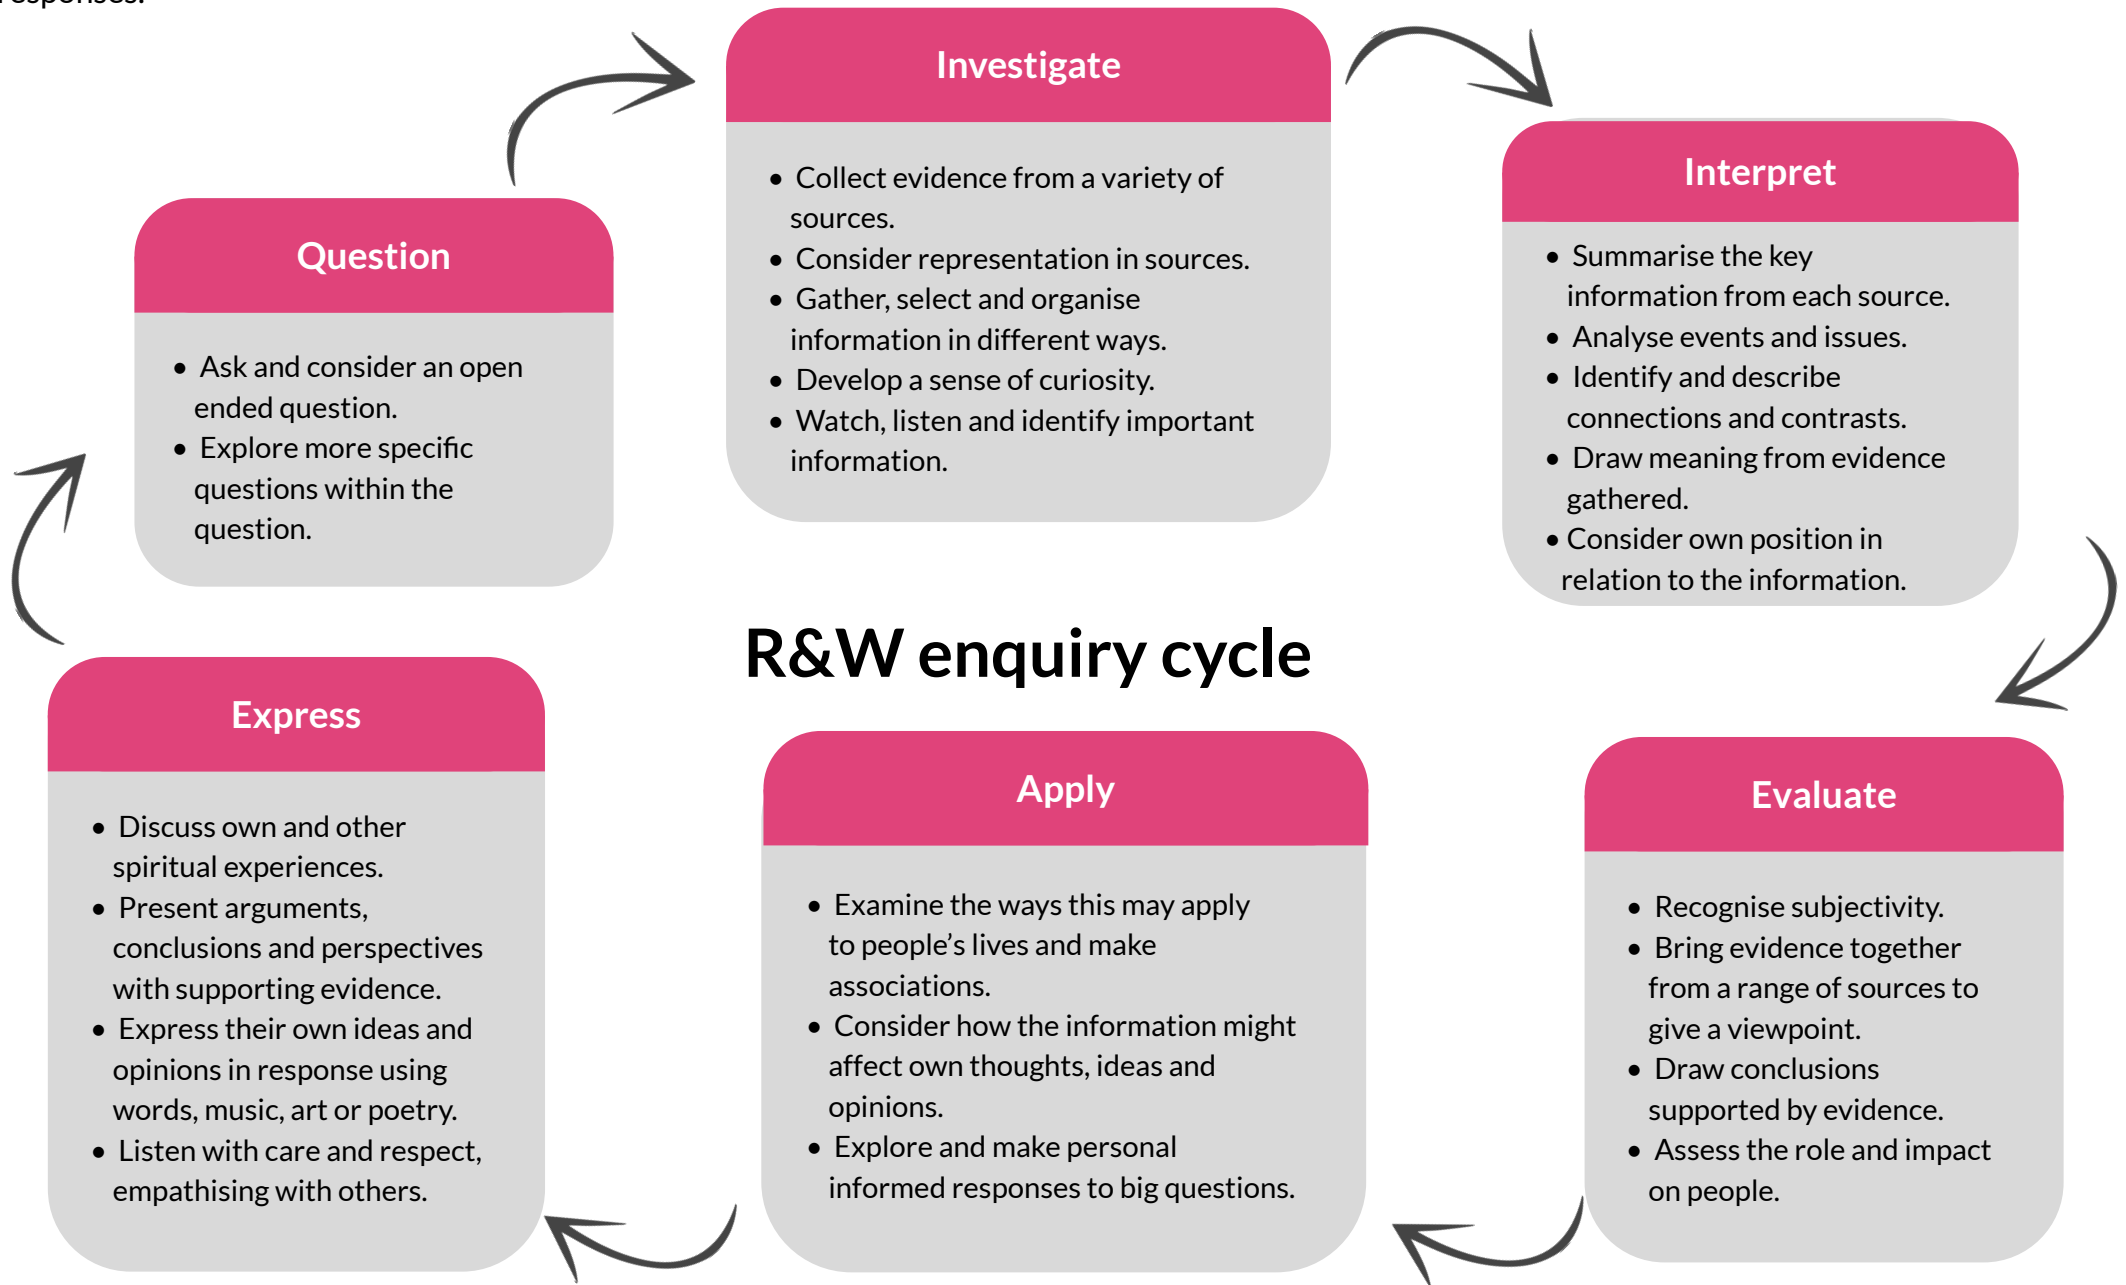 responses.
Investigate
• Collect evidence from a variety of
sources.
• Consider representation in sources.
• Gather, select and organise
information in different ways.
• Develop a sense of curiosity.
• Watch, listen and identify important
information.
Interpret
• Summarise the key
information from each source.
• Analyse events and issues.
• Identify and describe
connections and contrasts.
• Draw meaning from evidence
gathered.
• Consider own position in
relation to the information.
Question
• Ask and consider an open
ended question.
• Explore more specific
questions within the
question.
R&W enquiry cycle
Express
• Discuss own and other
spiritual experiences.
• Present arguments,
conclusions and perspectives
with supporting evidence.
• Express their own ideas and
opinions in response using
words, music, art or poetry.
• Listen with care and respect,
empathising with others.
Apply
• Examine the ways this may apply
to people’s lives and make
associations.
• Consider how the information might
affect own thoughts, ideas and
opinions.
• Explore and make personal
informed responses to big questions.
Evaluate
• Recognise subjectivity.
• Bring evidence together
from a range of sources to
give a viewpoint.
• Draw conclusions
supported by evidence.
• Assess the role and impact
on people.